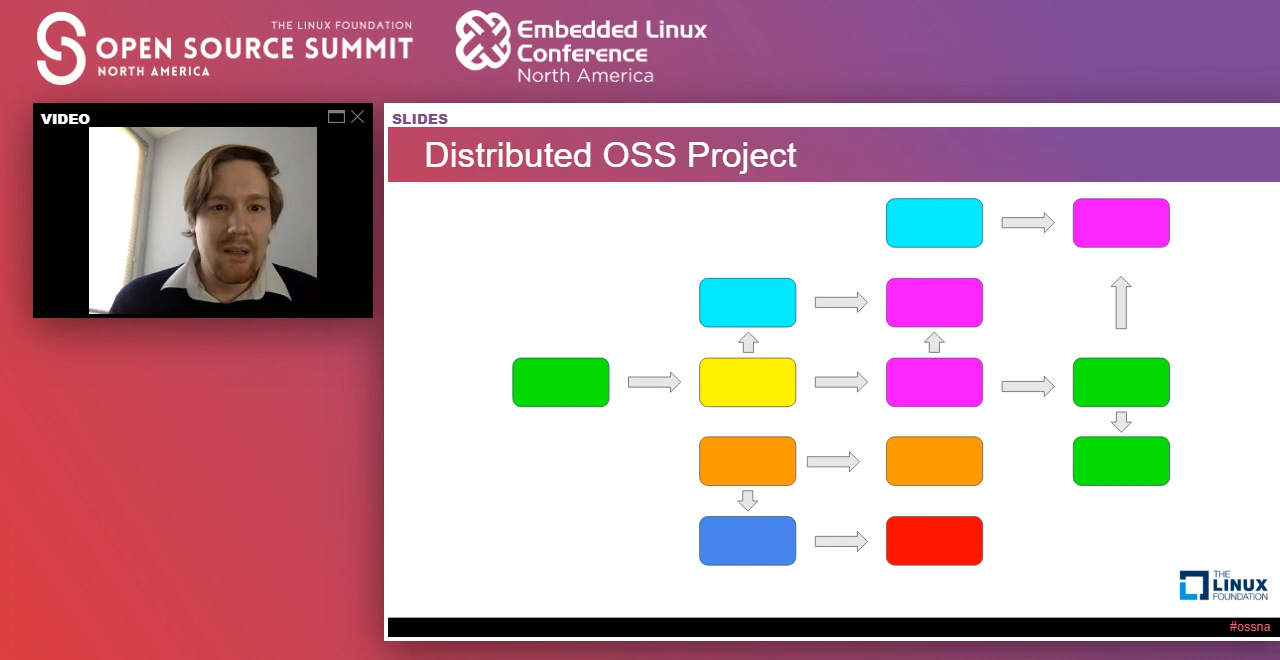 THE LINUX FOUNDATION
OPEN SOURCE SUMMIT
NORTH AMERICA
Embedded Linux
Conference
North America
VIDEO
SLIDES
Distributed OSS Project
THE
LINUX
FOUNDATION
#ossna